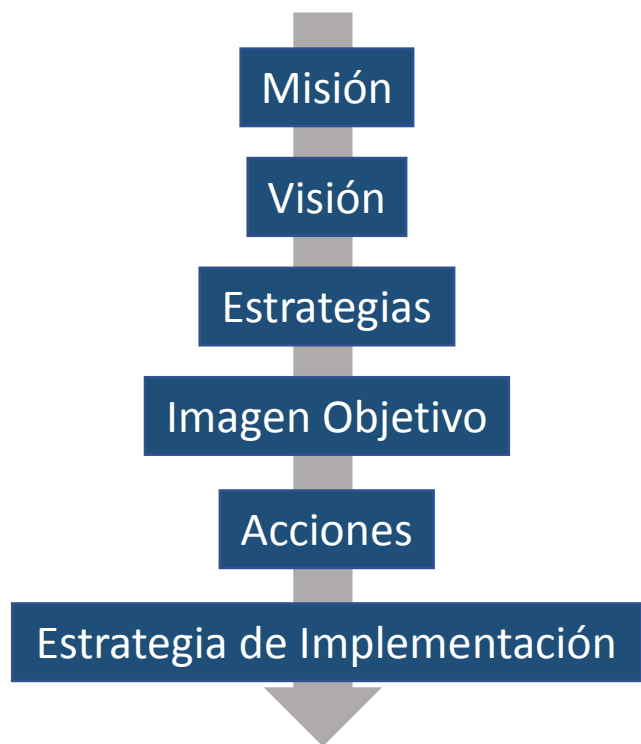 Misión
Visión
Estrategias
Imagen Objetivo
Acciones
Estrategia de Implementación